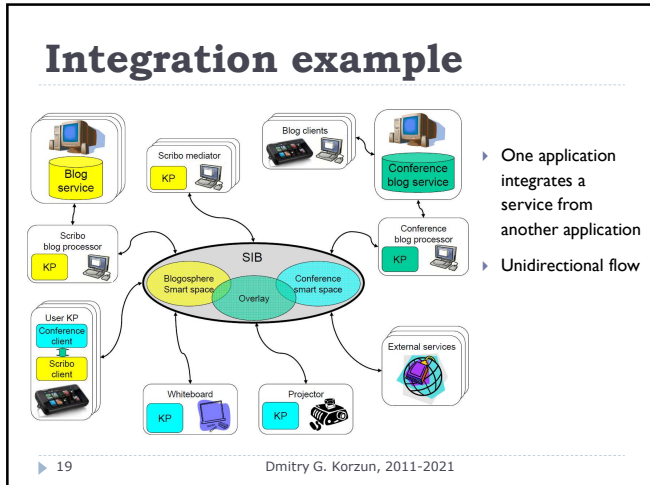 Integration example
Blog
service
Scribo mediator
KP
Blog clients
Conference
blog service
Scribo
blog processor
KP
Conference
blog processor
KP
SIB
Blogosphere
Smart space
Overlay
Conference
smart space
User KP
Conference
client
Scribo
client
Whiteboard
KP
Projector
KP
External services
One application
integrates a
service from
another application
Unidirectional flow
19
Dmitry G. Korzun, 2011-2021